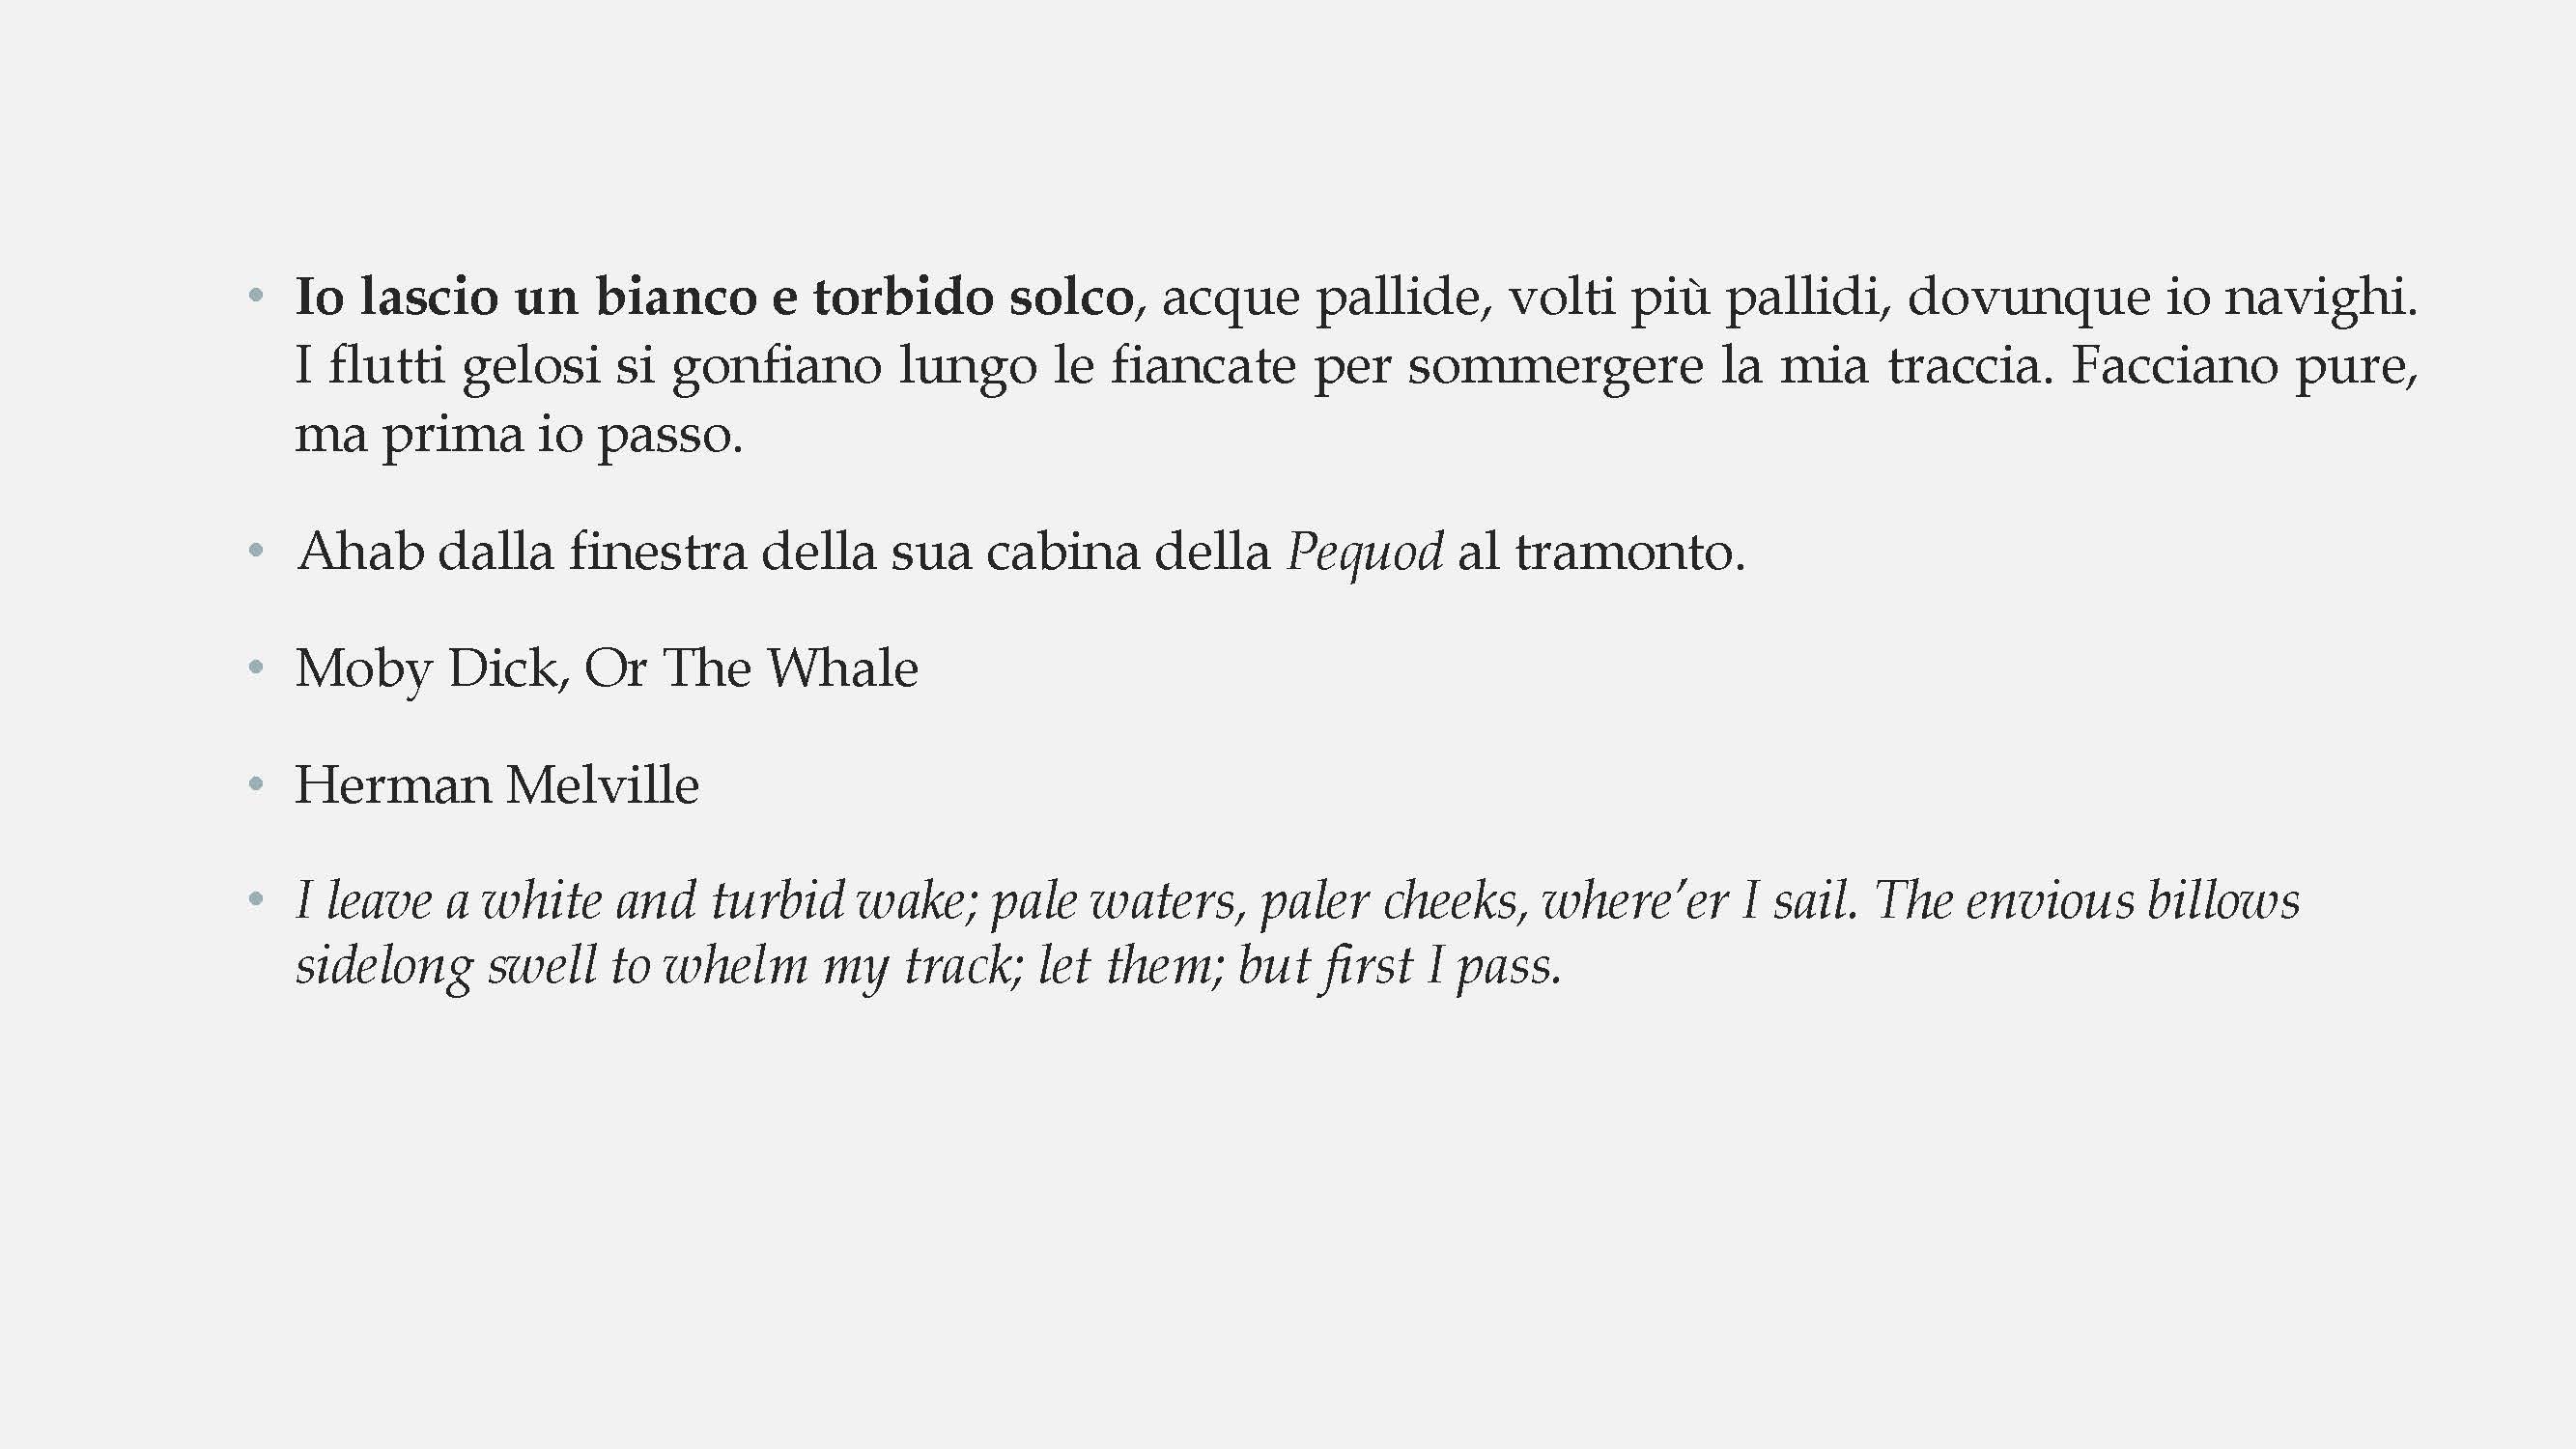 • Io lascio un bianco e torbido solco, acque pallide, volti più pallidi, dovunque io navighi.
I flutti gelosi si gonfiano lungo le fiancate per sommergere la mia traccia. Facciano pure,
ma prima io passo.
• Ahab dalla finestra della sua cabina della Pequod al tramonto.
• Moby Dick, Or The Whale
• Herman Melville
• I leave a white and turbid wake; pale waters, paler cheeks, where’er I sail. The envious billows
sidelong swell to whelm my track; let them; but first I pass.